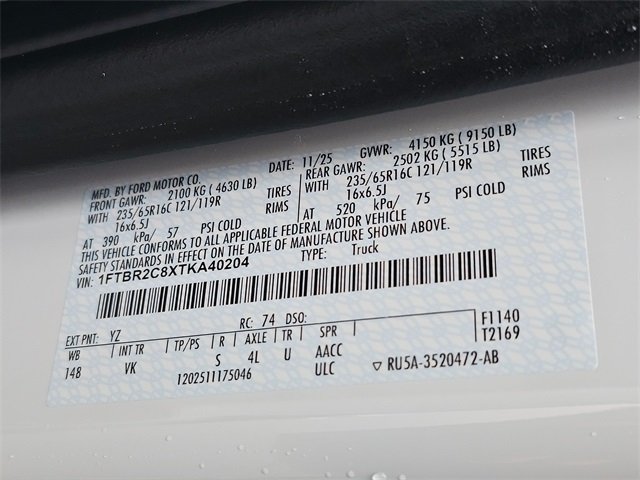 MFD. BY FORD MOTOR CO. DATE: 11/25 GVWR: 4150 KG ( 9150 LB)
FRONT GAWR: 2100 KG ( 4630 LB) REAR GAWR: 2502 KG ( 5515 LB)
WITH 235/65R16C 121/119R TIRES WITH 235/65R16C 121/119R TIRES
16x6.5J RIMS 16x6.5J RIMS
AT 390 kPa/ 57 PSI COLD AT 520 kPa/ 75 PSI COLD
THIS VEHICLE CONFORMS TO ALL APPLICABLE FEDERAL MOTOR VEHICLE
SAFETY STANDARDS IN EFFECT ON THE DATE OF MANUFACTURE SHOWN ABOVE.
VIN: 1FTBR2C8XTKA40204 TYPE: Truck
EXT PNT: YZ RC: 74 DSO: F1140
WB INT TR TP/PS R AXLE TR SPR T2169
148 VK S 4L U AACC
1202511175046 ULC ▽ RU5A-3520472-AB